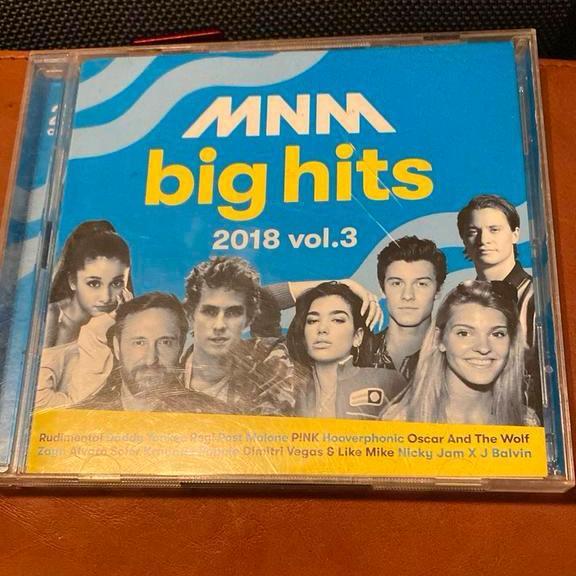 MNM
big hits
2018 vol.3
Rudimental Daddy Yankee Regi Post Malone P!NK Hooverphonic Oscar And The Wolf
Zayn Alvaro Soler Dimitri Vegas & Like Mike Nicky Jam X J Balvin